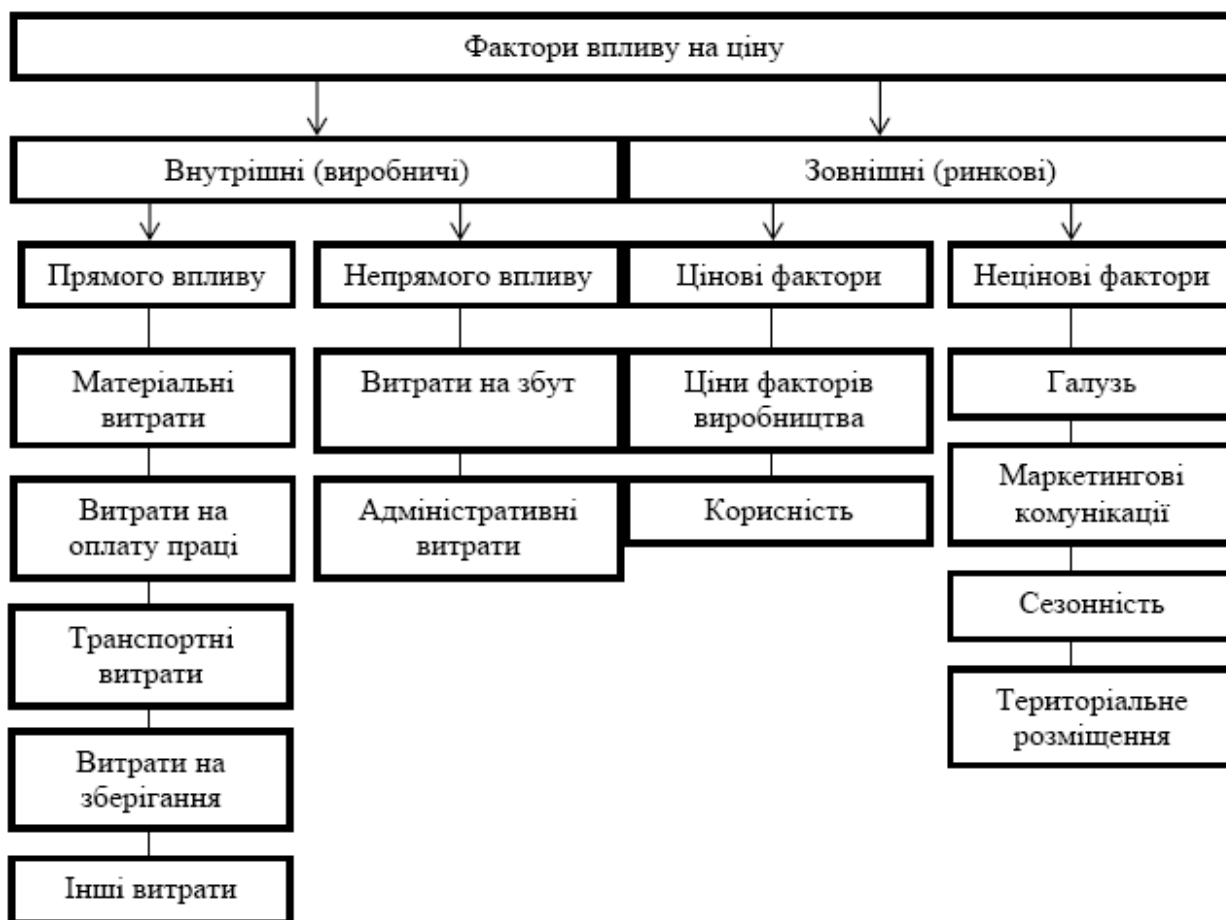 Фактори впливу на ціну
Внутрішні (виробничі)
Зовнішні (ринкові)
Прямого впливу
Непрямого впливу
Цінові фактори
Нецінові фактори
Матеріальні
витрати
Витрати на
оплату праці
Транспортні
витрати
Витрати на
зберігання
Інші витрати
Витрати на збут
Адміністративні
витрати
Ціни факторів
виробництва
Корисність
Галузь
Маркетингові
комунікації
Сезонність
Територіальне
розміщення